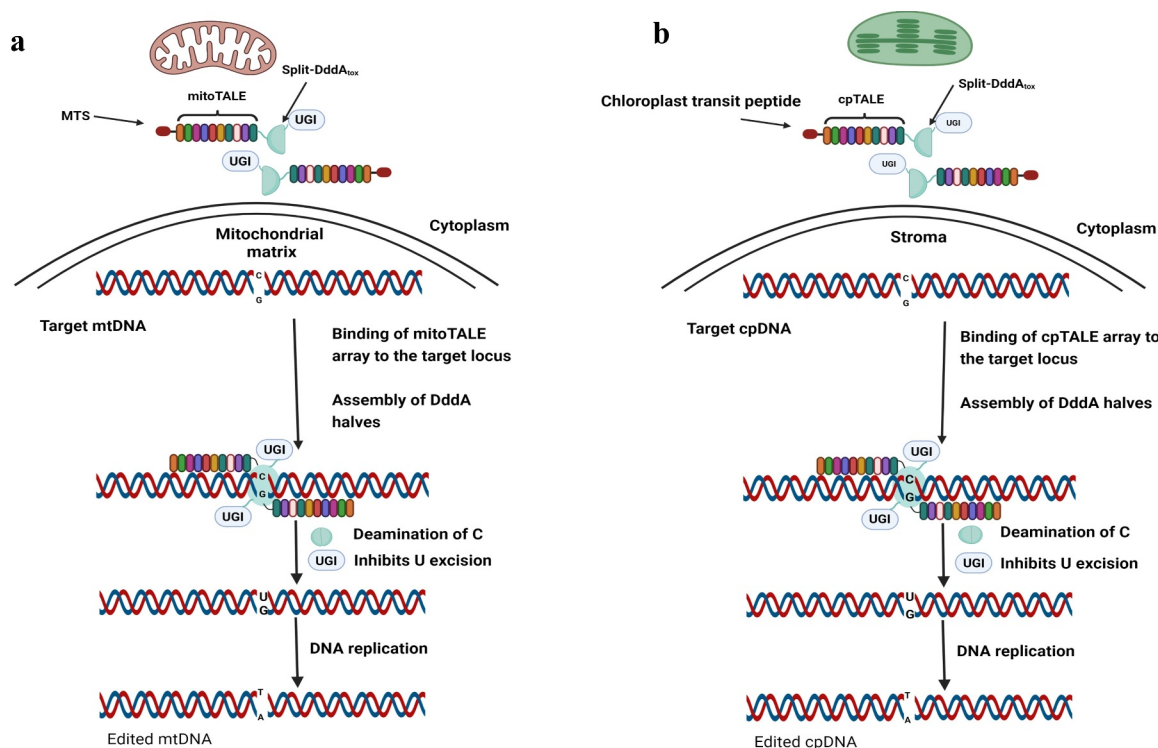 a
Split-DddAtox
mitoTALE
MTS
UGI
UGI
Cytoplasm
Mitochondrial
matrix
C
G
Target mtDNA
Binding of mitoTALE
array to the target locus
Assembly of DddA
halves
UGI
C
G
UGI
Deamination of C
UGI Inhibits U excision
U
G
DNA replication
T
A
Edited mtDNA
b
Split-DddAtox
Chloroplast transit peptide
cpTALE
UGI
UGI
Cytoplasm
Stroma
C
G
Target cpDNA
Binding of cpTALE array to
the target locus
Assembly of DddA halves
UGI
C
G
UGI
Deamination of C
UGI Inhibits U excision
U
G
DNA replication
T
A
Edited cpDNA